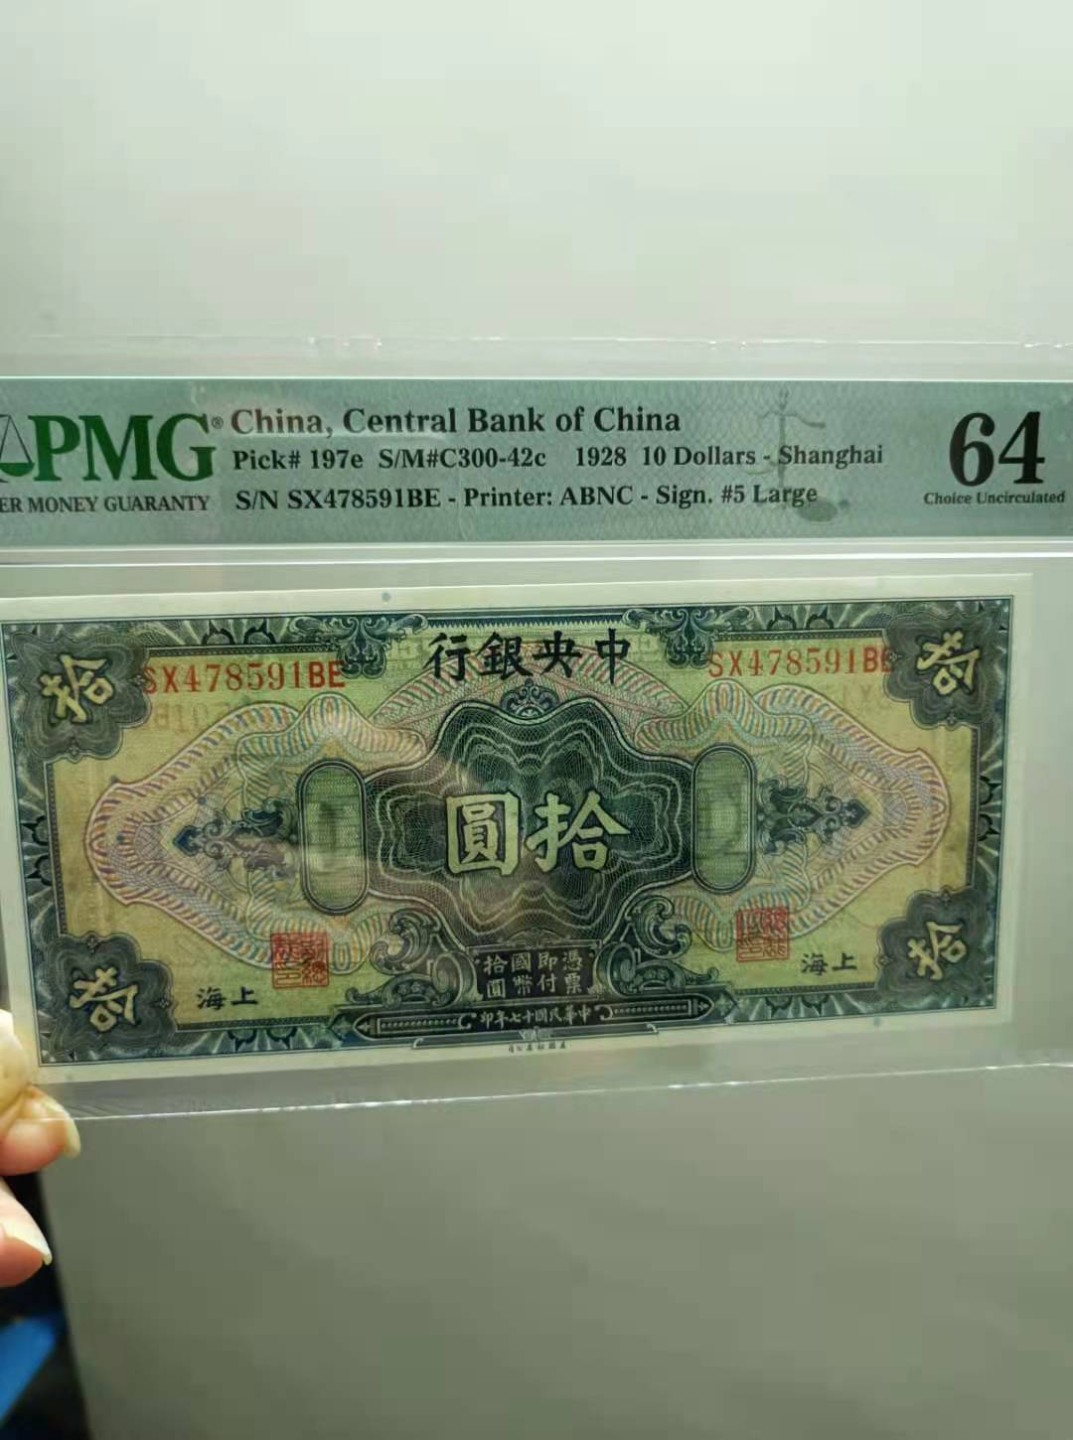 PMG® China, Central Bank of China 64
Pick# 197e S/M#C300-42c 1928 10 Dollars - Shanghai
ER MONEY GUARANTY S/N SX478591BE - Printer: ABNC - Sign. #5 Large Choice Uncirculated
中央銀行
拾 SX478591BE SX478591BE 拾
拾圓
憑票即付國幣拾圓
上海 上海
拾 拾
中華民國十七年印